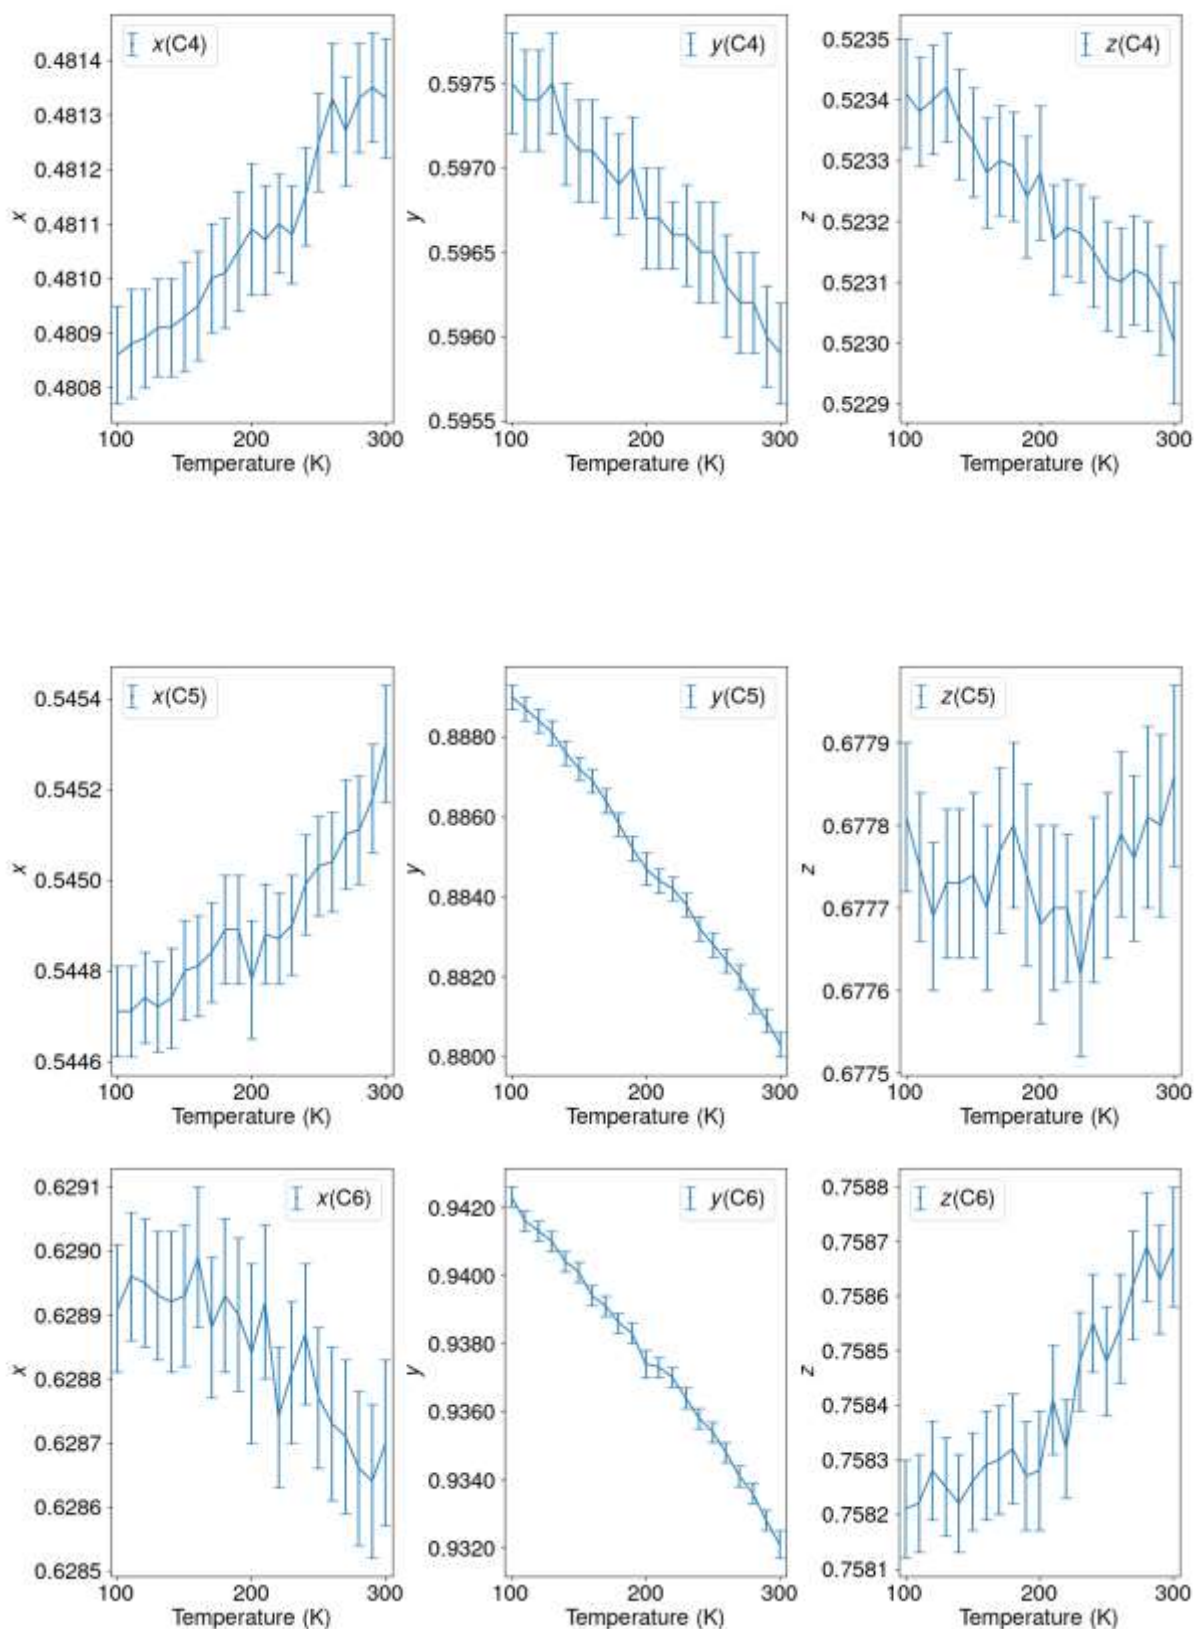 x(C4)
0.4814
0.4813
0.4812
0.4811
0.4810
0.4809
0.4808
x
100 200 300
Temperature (K)
y(C4)
0.5975
0.5970
0.5965
0.5960
0.5955
y
100 200 300
Temperature (K)
z(C4)
0.5235
0.5234
0.5233
0.5232
0.5231
0.5230
0.5229
z
100 200 300
Temperature (K)
x(C5)
0.5454
0.5452
0.5450
0.5448
0.5446
x
100 200 300
Temperature (K)
y(C5)
0.8880
0.8860
0.8840
0.8820
0.8800
y
100 200 300
Temperature (K)
z(C5)
0.6779
0.6778
0.6777
0.6776
0.6775
z
100 200 300
Temperature (K)
x(C6)
0.6291
0.6290
0.6289
0.6288
0.6287
0.6286
0.6285
x
100 200 300
Temperature (K)
y(C6)
0.9420
0.9400
0.9380
0.9360
0.9340
0.9320
y
100 200 300
Temperature (K)
z(C6)
0.7588
0.7587
0.7586
0.7585
0.7584
0.7583
0.7582
0.7581
z
100 200 300
Temperature (K)